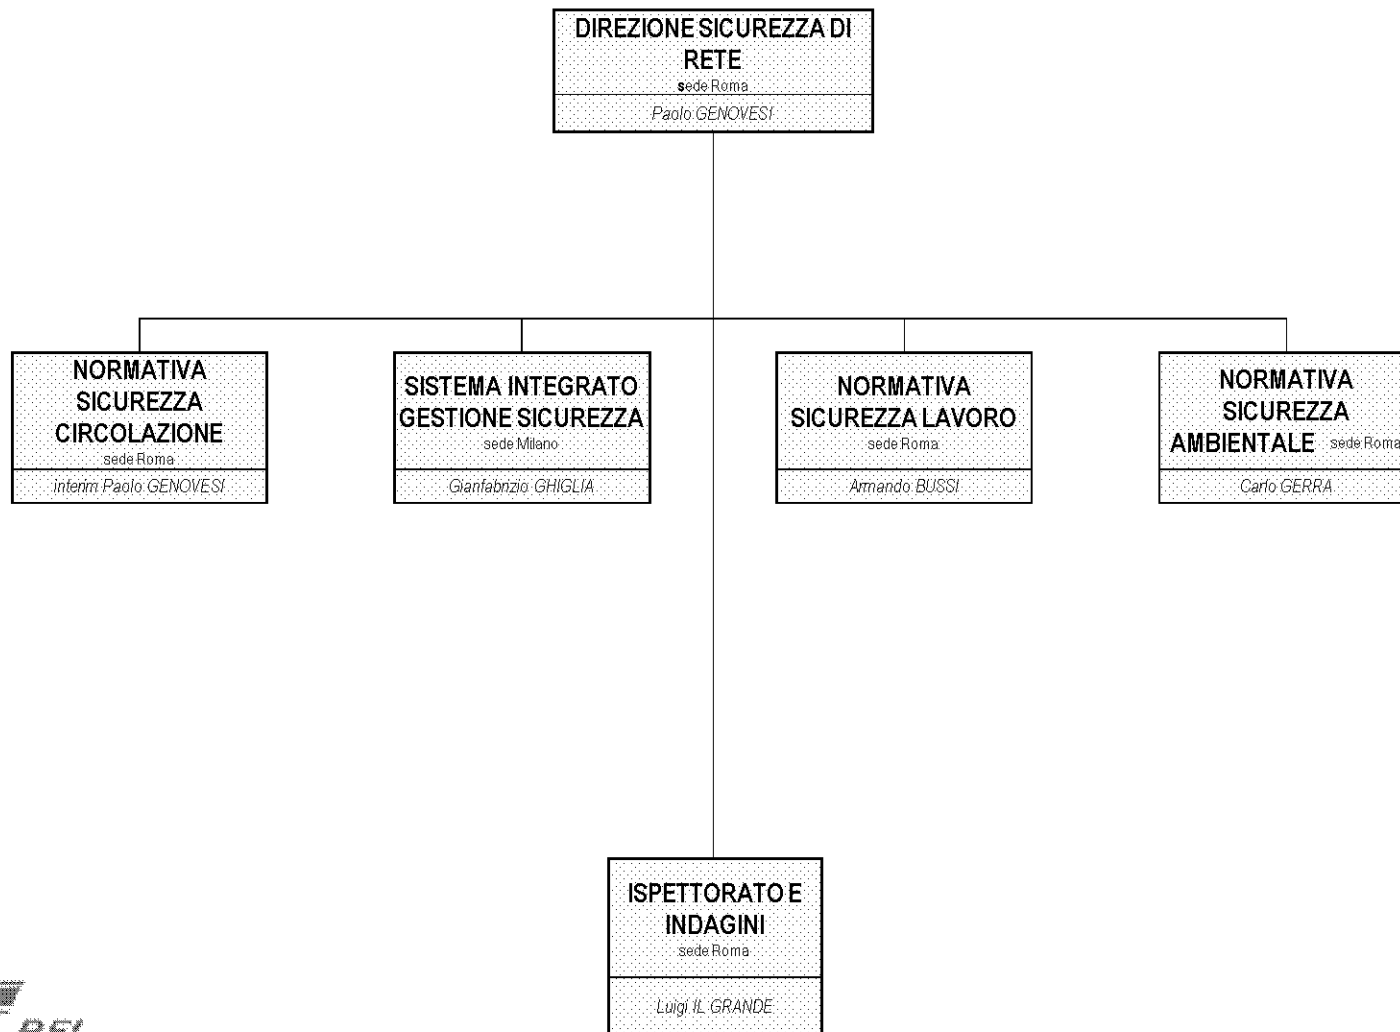 DIREZIONE SICUREZZA DI
RETE
sede Roma
Paolo GENOVESI
NORMATIVA
SICUREZZA
CIRCOLAZIONE
sede Roma
interim Paolo GENOVESI
SISTEMA INTEGRATO
GESTIONE SICUREZZA
sede Milano
Gianfabrizio GHIGLIA
NORMATIVA
SICUREZZA LAVORO
sede Roma
Armando BUSSI
NORMATIVA
SICUREZZA
AMBIENTALE sede Roma
Carlo GERRA
ISPETTORATO E
INDAGINI
sede Roma
Luigi IL GRANDE